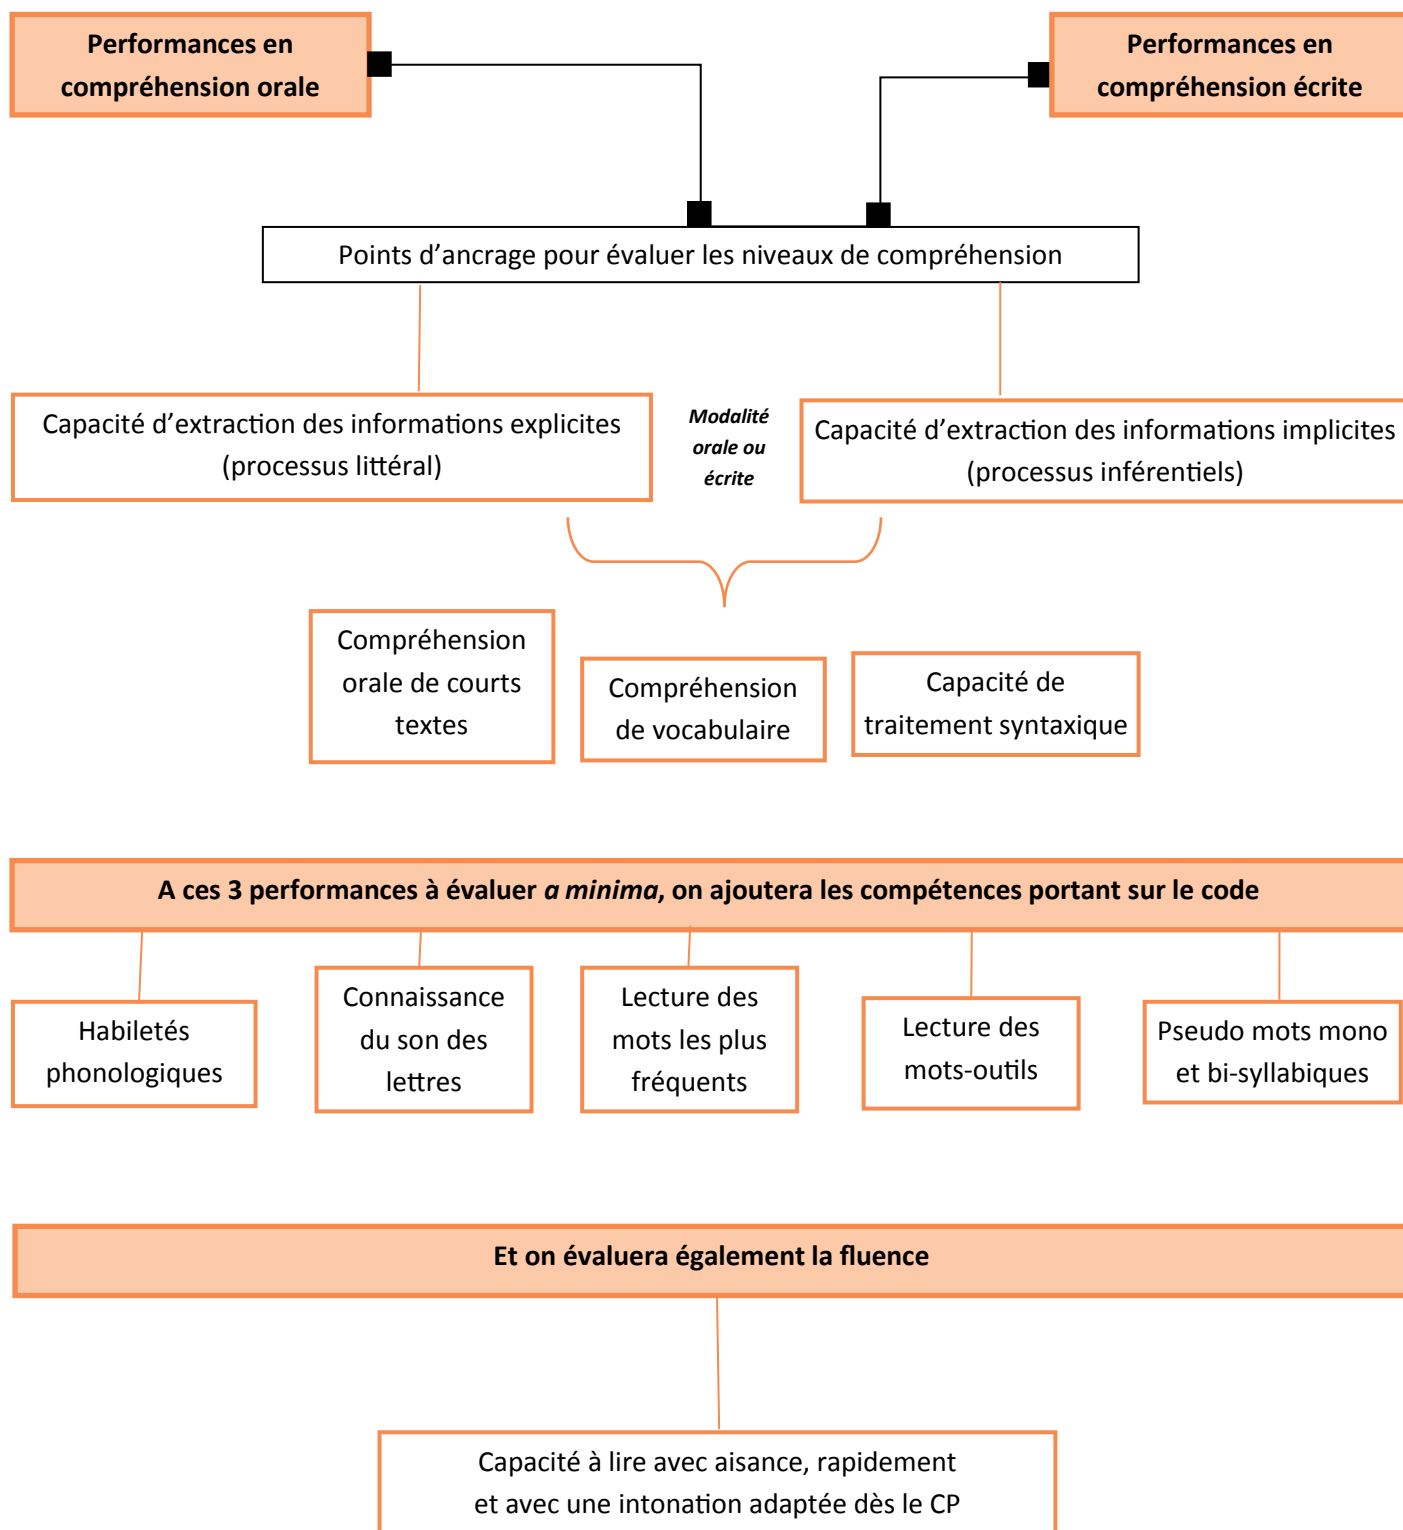 Performances en
compréhension orale
Performances en
compréhension écrite
Points d’ancrage pour évaluer les niveaux de compréhension
Capacité d’extraction des informations explicites
(processus littéral)
Modalité
orale ou
écrite
Capacité d’extraction des informations implicites
(processus inférentiels)
Compréhension
orale de courts
textes
Compréhension
de vocabulaire
Capacité de
traitement syntaxique
A ces 3 performances à évaluer a minima, on ajoutera les compétences portant sur le code
Habiletés
phonologiques
Connaissance
du son des
lettres
Lecture des
mots les plus
fréquents
Lecture des
mots-outils
Pseudo mots mono
et bi-syllabiques
Et on évaluera également la fluence
Capacité à lire avec aisance, rapidement
et avec une intonation adaptée dès le CP